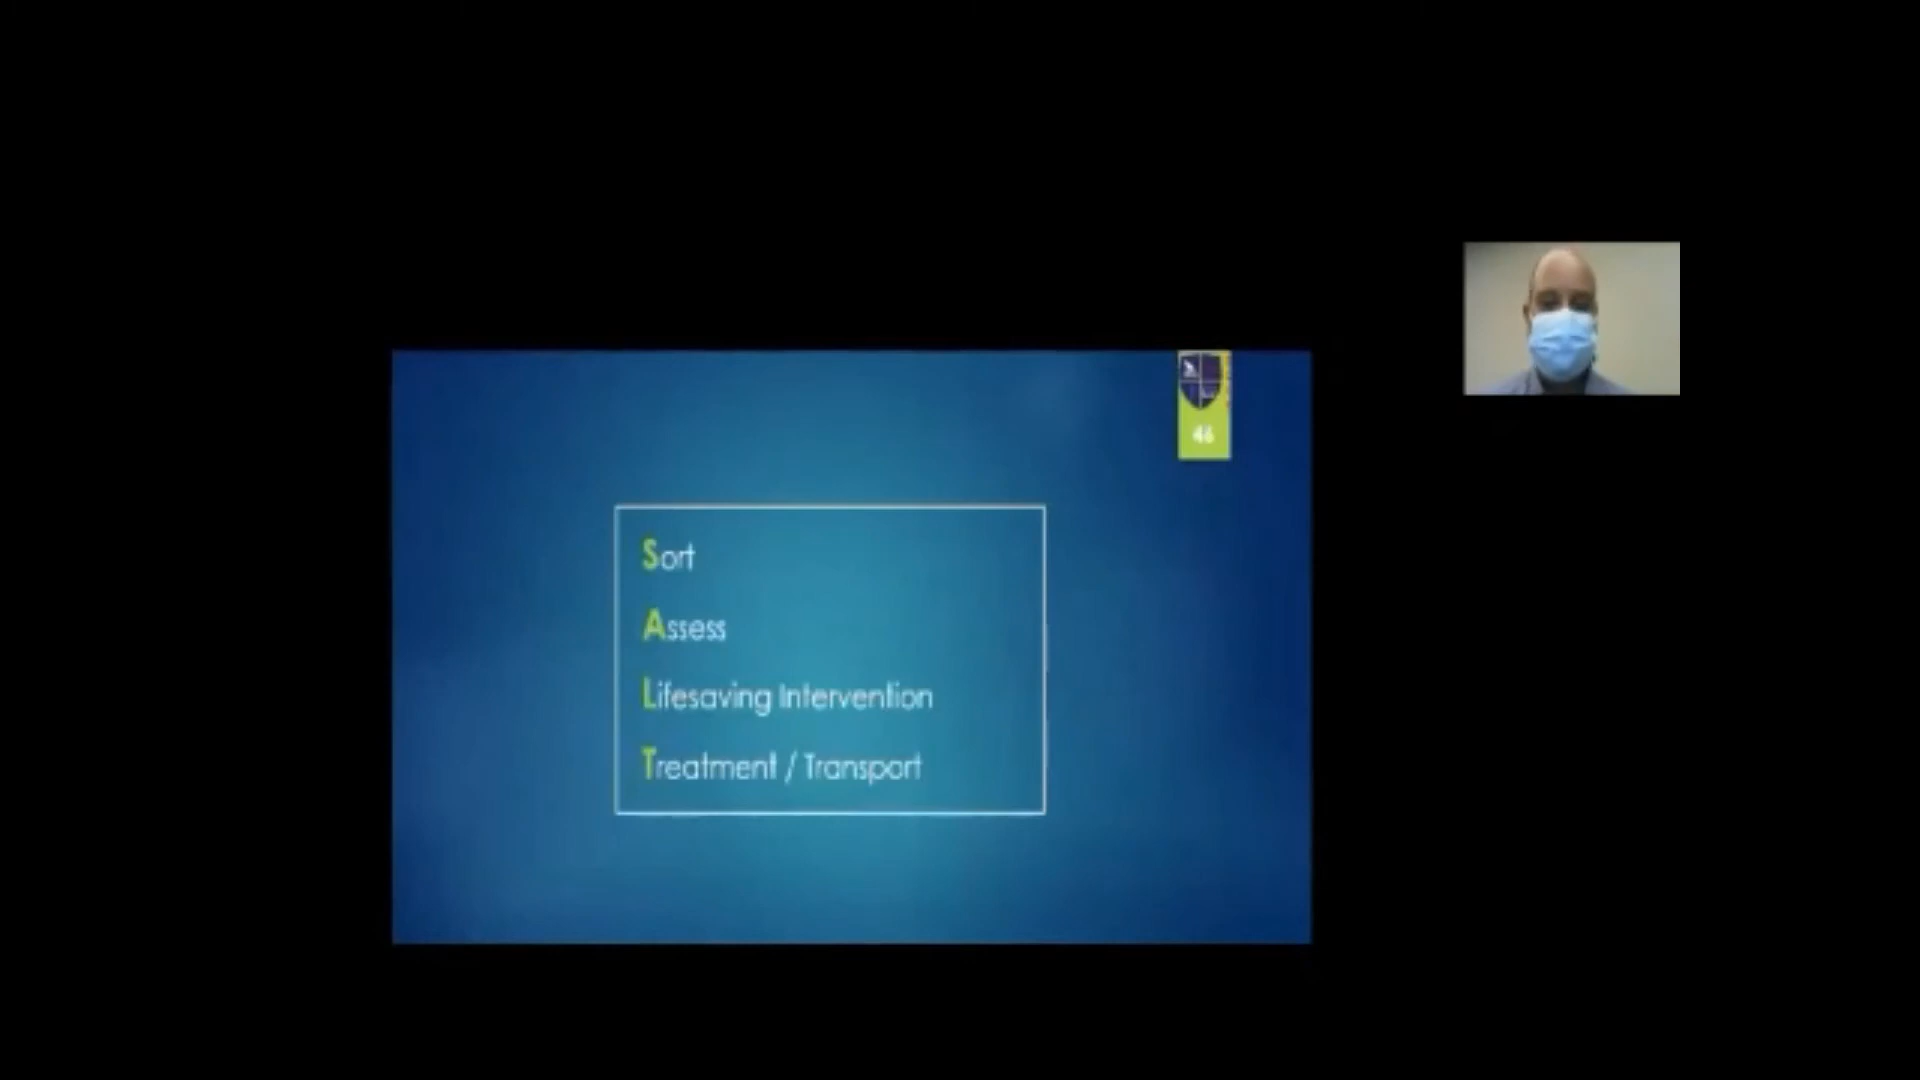 46
Sort
Assess
Lifesaving Intervention
Treatment / Transport